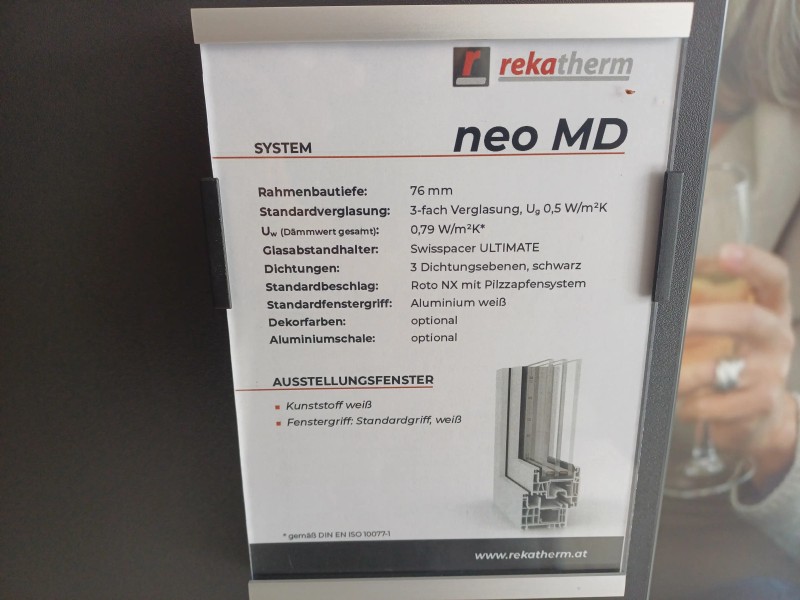 r rekatherm
SYSTEM neo MD
Rahmenbautiefe: 76 mm
Standardverglasung: 3-fach Verglasung, Ug 0,5 W/m²K
Uw (Dämmwert gesamt): 0,79 W/m²K*
Glasabstandhalter: Swisspacer ULTIMATE
Dichtungen: 3 Dichtungsebenen, schwarz
Standardbeschlag: Roto NX mit Pilzzapfensystem
Standardfenstergriff: Aluminium weiß
Dekorfarben: optional
Aluminiumschale: optional
AUSSTELLUNGSFENSTER
Kunststoff weiß
Fenstergriff: Standardgriff, weiß
* gemäß DIN EN ISO 10077-1
www.rekatherm.at